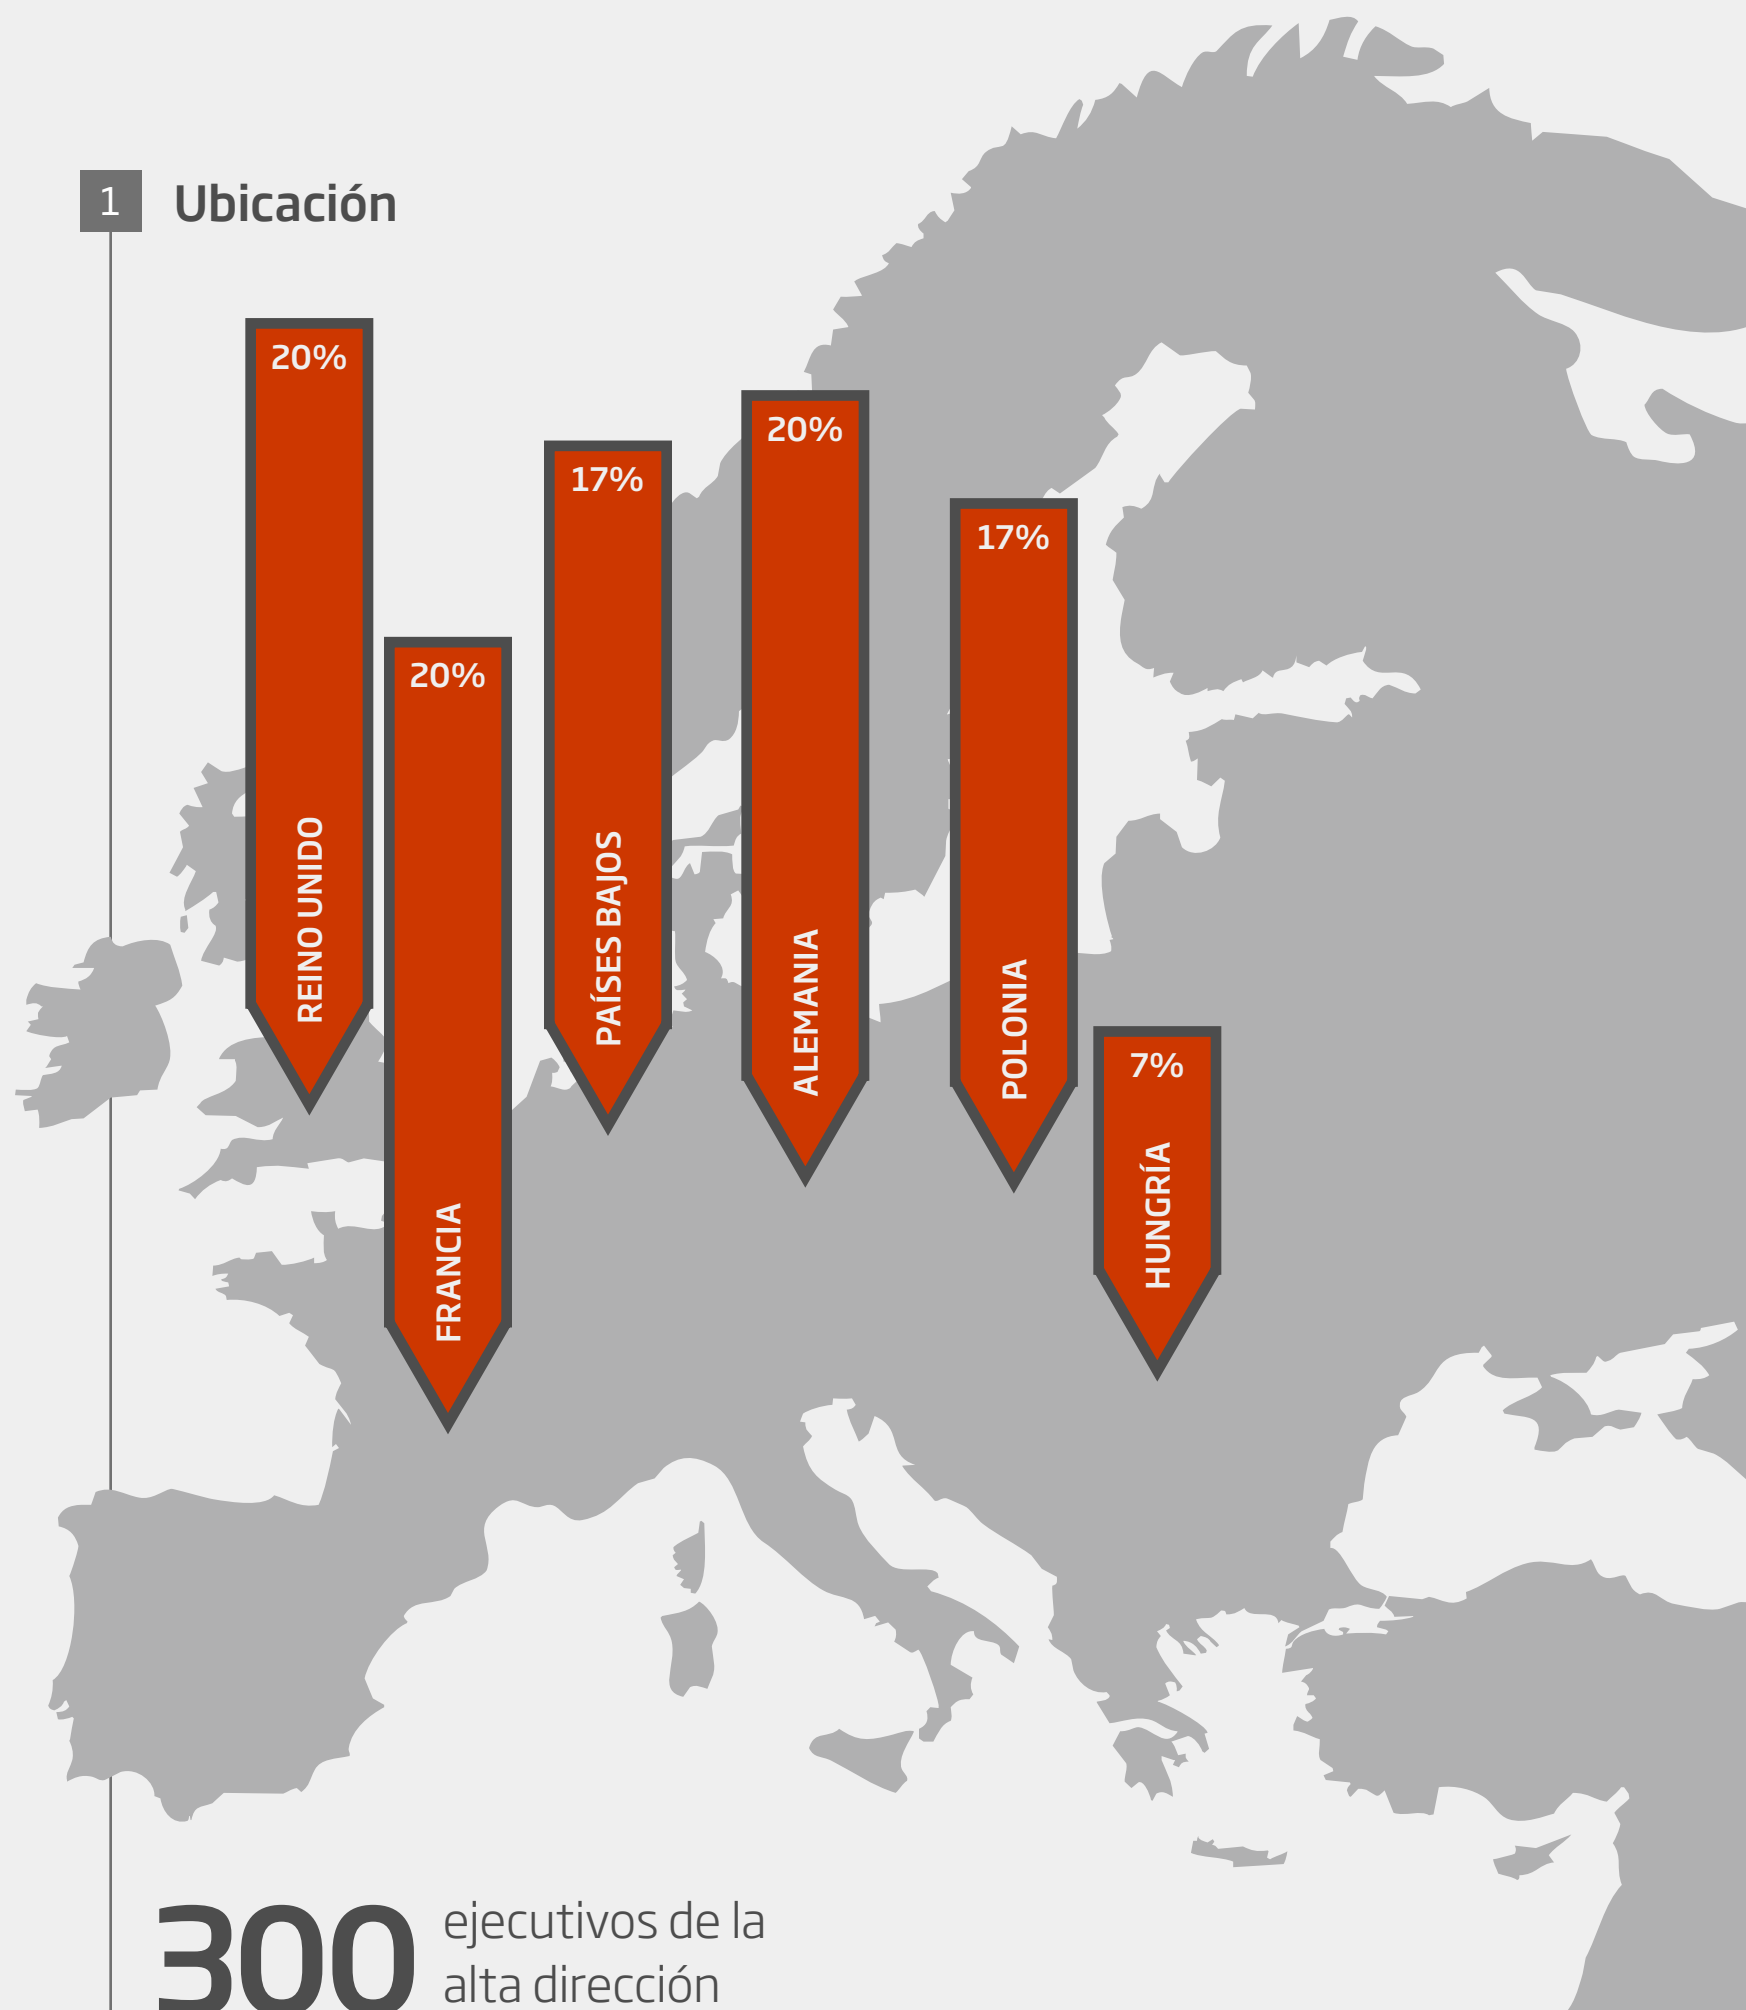 1 Ubicación
20%
REINO UNIDO
20%
FRANCIA
17%
PAÍSES BAJOS
20%
ALEMANIA
17%
POLONIA
7%
HUNGRÍA
300
ejecutivos de la
alta dirección